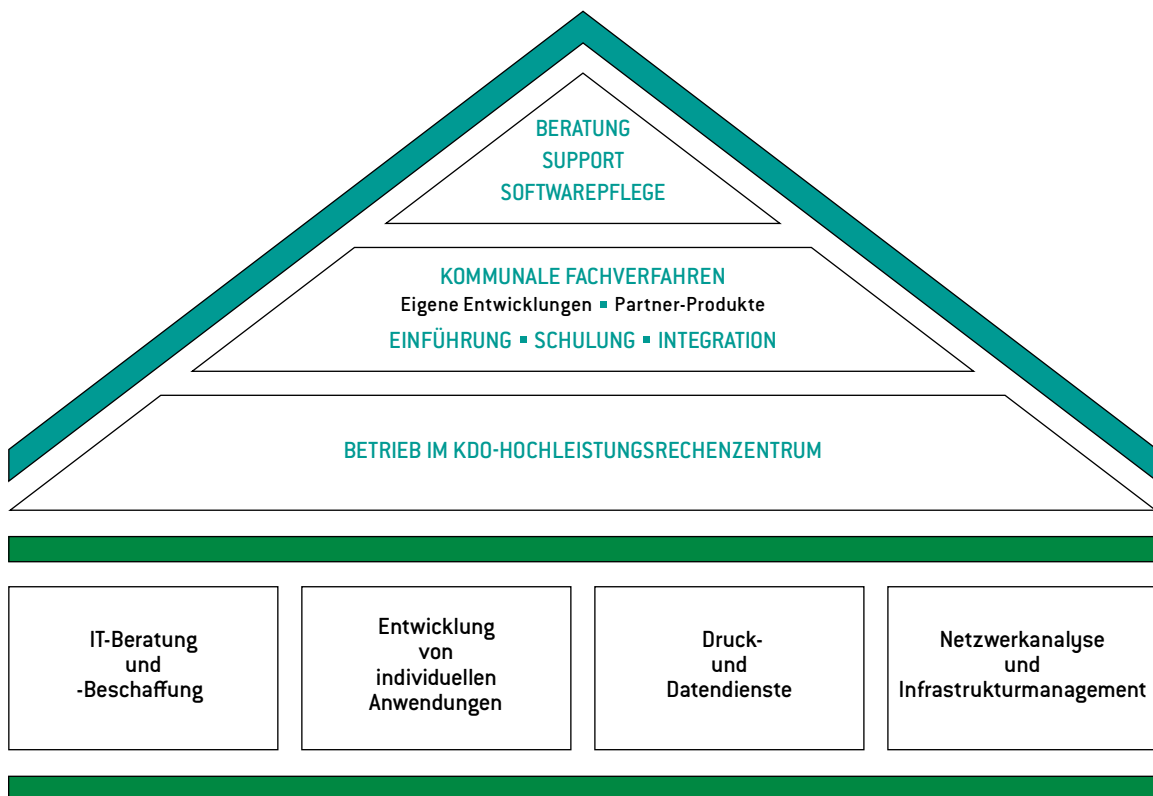 BERATUNG
SUPPORT
SOFTWAREPFLEGE
KOMMUNALE FACHVERFAHREN
Eigene Entwicklungen ▪ Partner-Produkte
EINFÜHRUNG ▪ SCHULUNG ▪ INTEGRATION
BETRIEB IM KDO-HOCHLEISTUNGSRECHENZENTRUM
IT-Beratung
und
-Beschaffung
Entwicklung
von
individuellen
Anwendungen
Druck-
und
Datendienste
Netzwerkanalyse
und
Infrastrukturmanagement